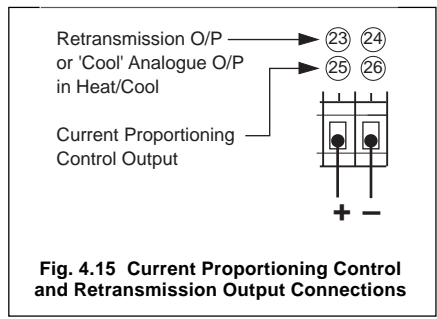 Retransmission O/P
or 'Cool' Analogue O/P
in Heat/Cool
23 24
25 26
Current Proportioning
Control Output
+ –
Fig. 4.15 Current Proportioning Control
and Retransmission Output Connections